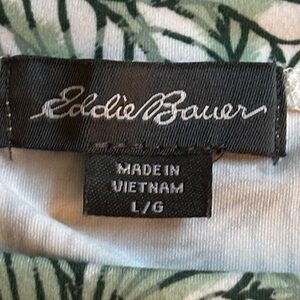 Eddie Bauer
MADE IN
VIETNAM
L/G